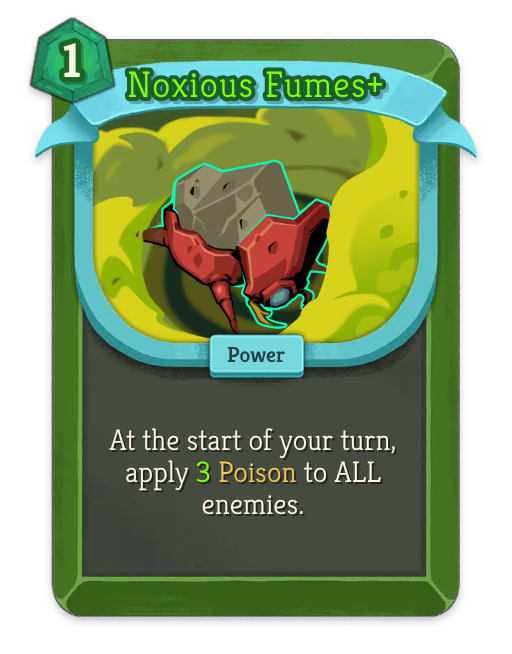 1
Noxious Fumes+
Power
At the start of your turn,
apply 3 Poison to ALL
enemies.